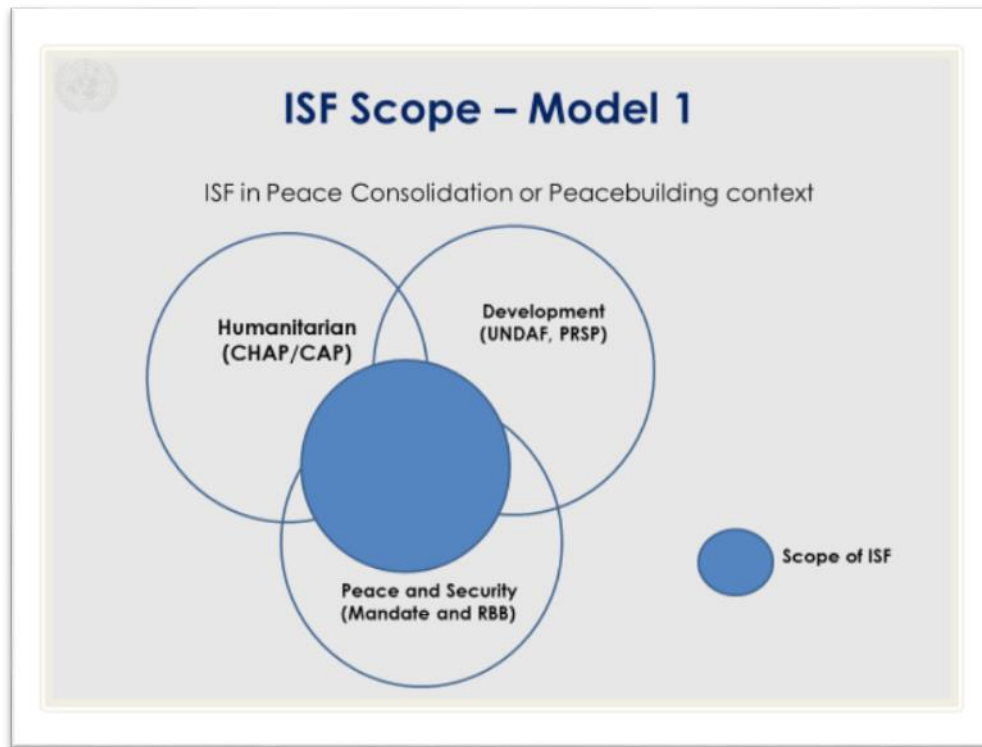 ISF Scope – Model 1
ISF in Peace Consolidation or Peacebuilding context
Humanitarian
(CHAP/CAP)
Development
(UNDAF, PRSP)
Peace and Security
(Mandate and RBB)
Scope of ISF